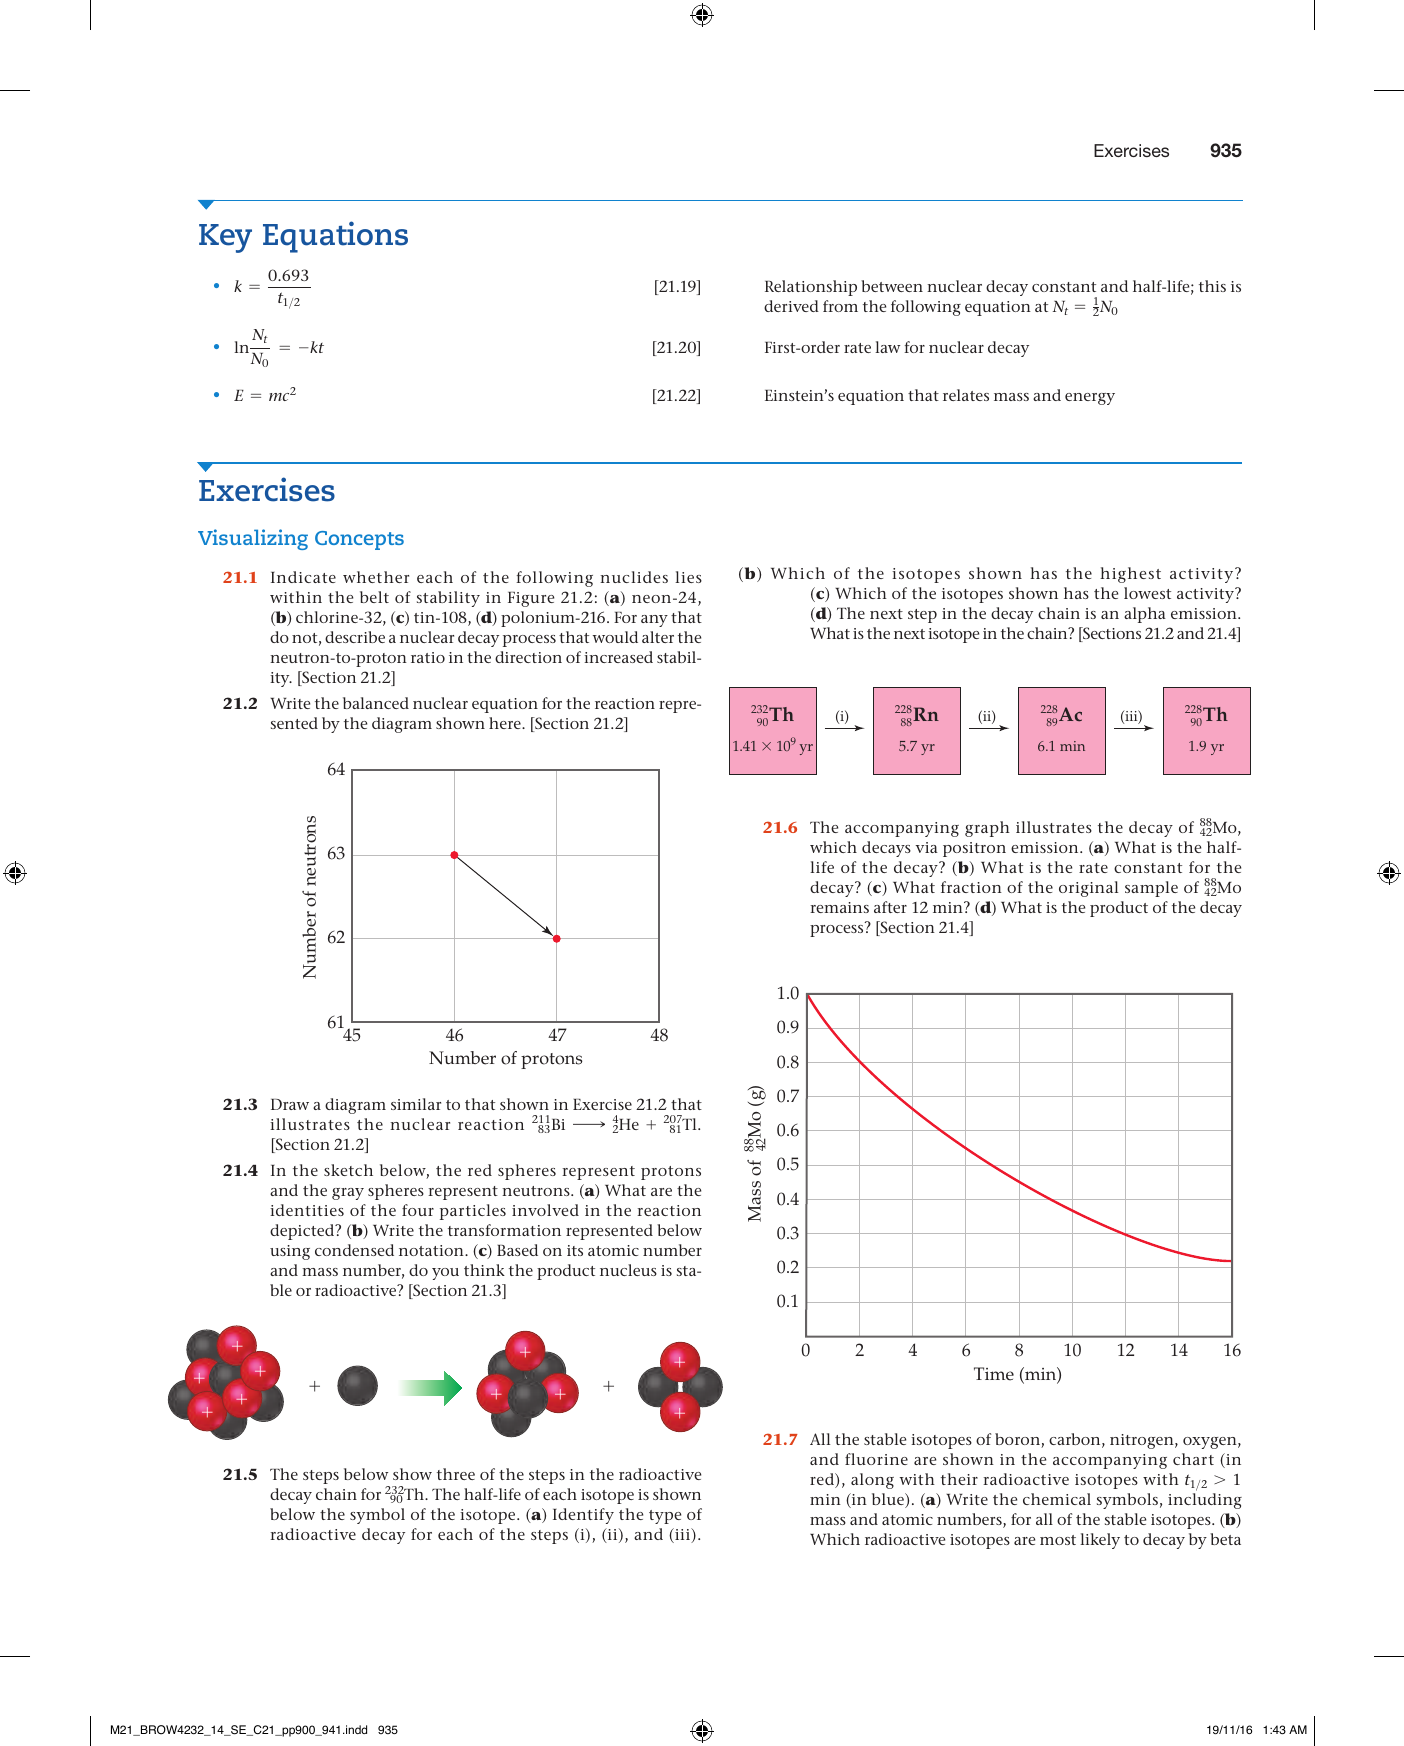 Exercises 935
Key Equations
• k = 0.693/t1/2 [21.19] Relationship between nuclear decay constant and half-life; this is
derived from the following equation at Nt = ½N0
• ln Nt/N0 = −kt [21.20] First-order rate law for nuclear decay
• E = mc² [21.22] Einstein's equation that relates mass and energy
Exercises
Visualizing Concepts
21.1 Indicate whether each of the following nuclides lies
within the belt of stability in Figure 21.2: (a) neon-24,
(b) chlorine-32, (c) tin-108, (d) polonium-216. For any that
do not, describe a nuclear decay process that would alter the
neutron-to-proton ratio in the direction of increased stabil-
ity. [Section 21.2]
21.2 Write the balanced nuclear equation for the reaction repre-
sented by the diagram shown here. [Section 21.2]
64
63
62
61
Number of neutrons
45 46 47 48
Number of protons
21.3 Draw a diagram similar to that shown in Exercise 21.2 that
illustrates the nuclear reaction ²¹¹₈₃Bi ⟶ ⁴₂He + ²⁰⁷₈₁Tl.
[Section 21.2]
21.4 In the sketch below, the red spheres represent protons
and the gray spheres represent neutrons. (a) What are the
identities of the four particles involved in the reaction
depicted? (b) Write the transformation represented below
using condensed notation. (c) Based on its atomic number
and mass number, do you think the product nucleus is sta-
ble or radioactive? [Section 21.3]
+ + + + + + + + + + + +
21.5 The steps below show three of the steps in the radioactive
decay chain for ²³²₉₀Th. The half-life of each isotope is shown
below the symbol of the isotope. (a) Identify the type of
radioactive decay for each of the steps (i), (ii), and (iii).
(b) Which of the isotopes shown has the highest activity?
(c) Which of the isotopes shown has the lowest activity?
(d) The next step in the decay chain is an alpha emission.
What is the next isotope in the chain? [Sections 21.2 and 21.4]
²³²₉₀Th (i) ²²⁸₈₈Rn (ii) ²²⁸₈₉Ac (iii) ²²⁸₉₀Th
1.41 × 10⁹ yr 5.7 yr 6.1 min 1.9 yr
21.6 The accompanying graph illustrates the decay of ⁸⁸₄₂Mo,
which decays via positron emission. (a) What is the half-
life of the decay? (b) What is the rate constant for the
decay? (c) What fraction of the original sample of ⁸⁸₄₂Mo
remains after 12 min? (d) What is the product of the decay
process? [Section 21.4]
1.0
0.9
0.8
0.7
0.6
0.5
0.4
0.3
0.2
0.1
Mass of ⁸⁸₄₂Mo (g)
0 2 4 6 8 10 12 14 16
Time (min)
21.7 All the stable isotopes of boron, carbon, nitrogen, oxygen,
and fluorine are shown in the accompanying chart (in
red), along with their radioactive isotopes with t1/2 > 1
min (in blue). (a) Write the chemical symbols, including
mass and atomic numbers, for all of the stable isotopes. (b)
Which radioactive isotopes are most likely to decay by beta
M21_BROW4232_14_SE_C21_pp900_941.indd 935 19/11/16 1:43 AM